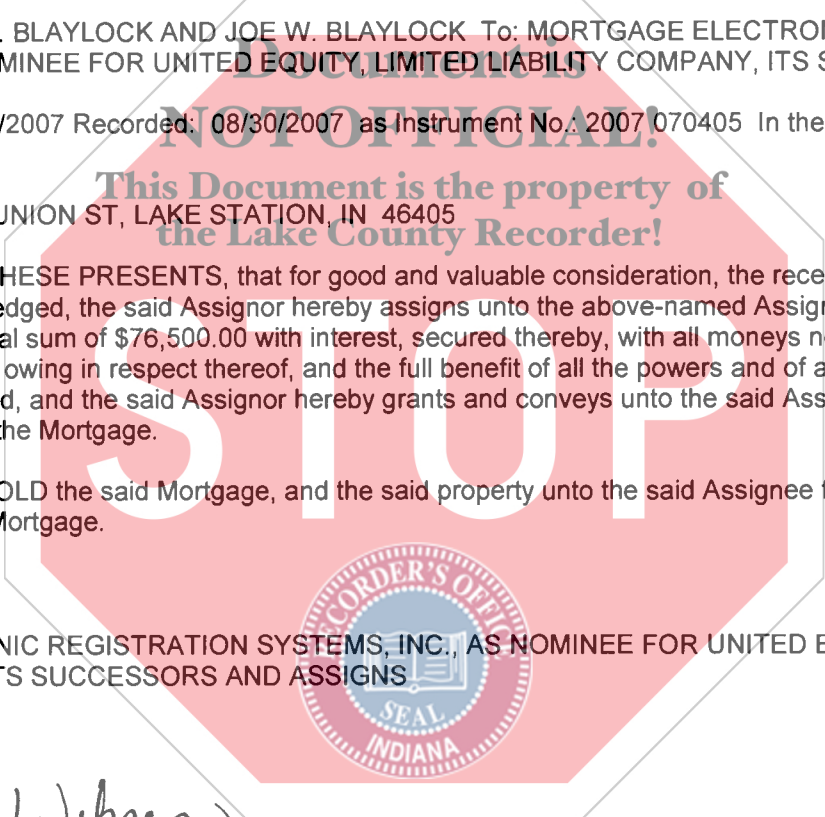 . BLAYLOCK AND JOE W. BLAYLOCK To: MORTGAGE ELECTRO
MINEE FOR UNITED EQUITY, LIMITED LIABILITY COMPANY, ITS S
Document is
/2007 Recorded: 08/30/2007 as Instrument No.: 2007 070405 In the
NOT OFFICIAL!
This Document is the property of
UNION ST, LAKE STATION, IN 46405
the Lake County Recorder!
HESE PRESENTS, that for good and valuable consideration, the rece
edged, the said Assignor hereby assigns unto the above-named Assign
al sum of $76,500.00 with interest, secured thereby, with all moneys n
owing in respect thereof, and the full benefit of all the powers and of a
d, and the said Assignor hereby grants and conveys unto the said Ass
the Mortgage.
STOP
OLD the said Mortgage, and the said property unto the said Assignee f
Mortgage.
RECORDER'S OFFICE
NIC REGISTRATION SYSTEMS, INC., AS NOMINEE FOR UNITED E
TS SUCCESSORS AND ASSIGNS
SEAL
INDIANA